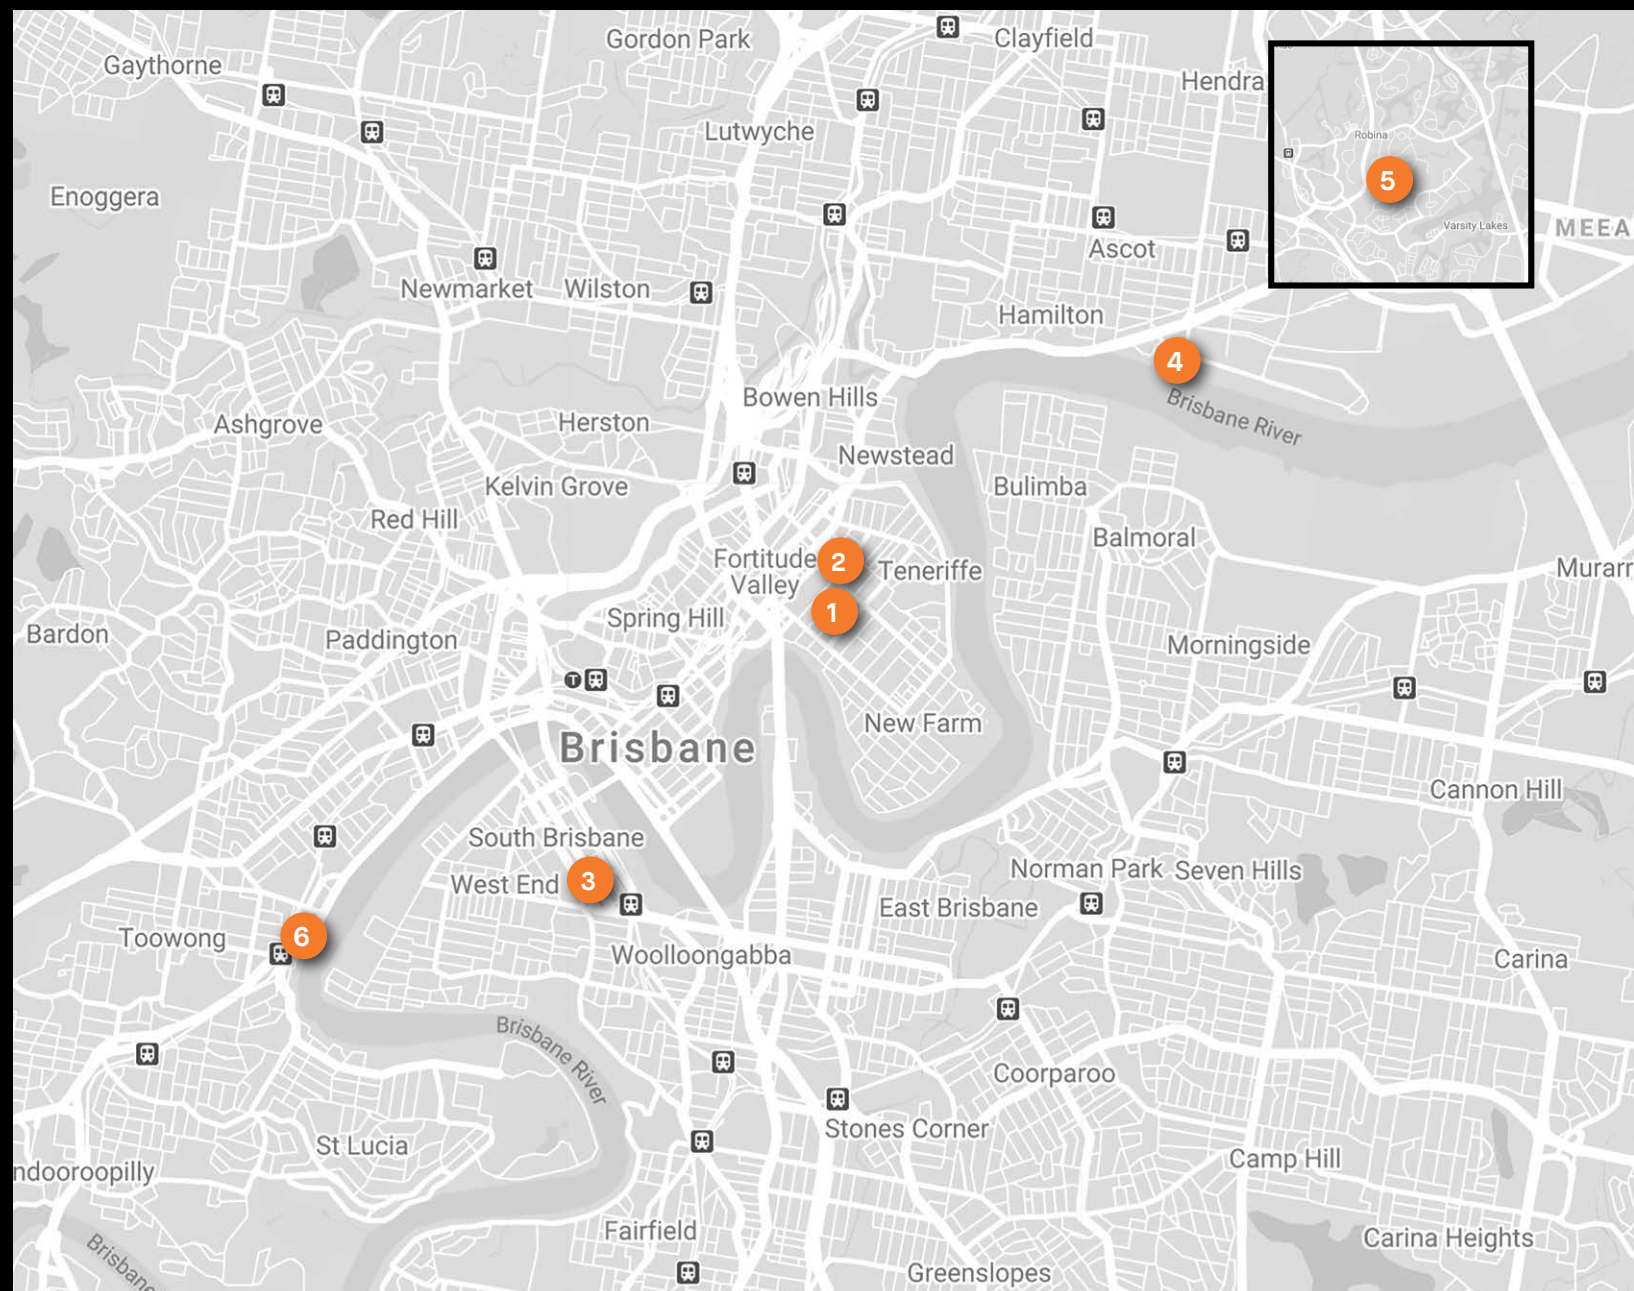 Gordon Park
Clayfield
Gaythorne
Hendra
Lutwyche
Robina
5
Varsity Lakes
MEEA
Enoggera
Ascot
Newmarket
Wilston
Hamilton
4
Brisbane River
Bowen Hills
Ashgrove
Herston
Newstead
Kelvin Grove
Bulimba
Red Hill
Balmoral
Fortitude
Valley
2
Teneriffe
Murarr
1
Spring Hill
Bardon
Paddington
Morningside
T
New Farm
Brisbane
Cannon Hill
South Brisbane
Norman Park
Seven Hills
West End
3
East Brisbane
Toowong
6
Woolloongabba
Carina
Brisbane River
Coorparoo
Stones Corner
St Lucia
Camp Hill
ndooroopilly
Fairfield
Carina Heights
Brisbane
Greenslopes